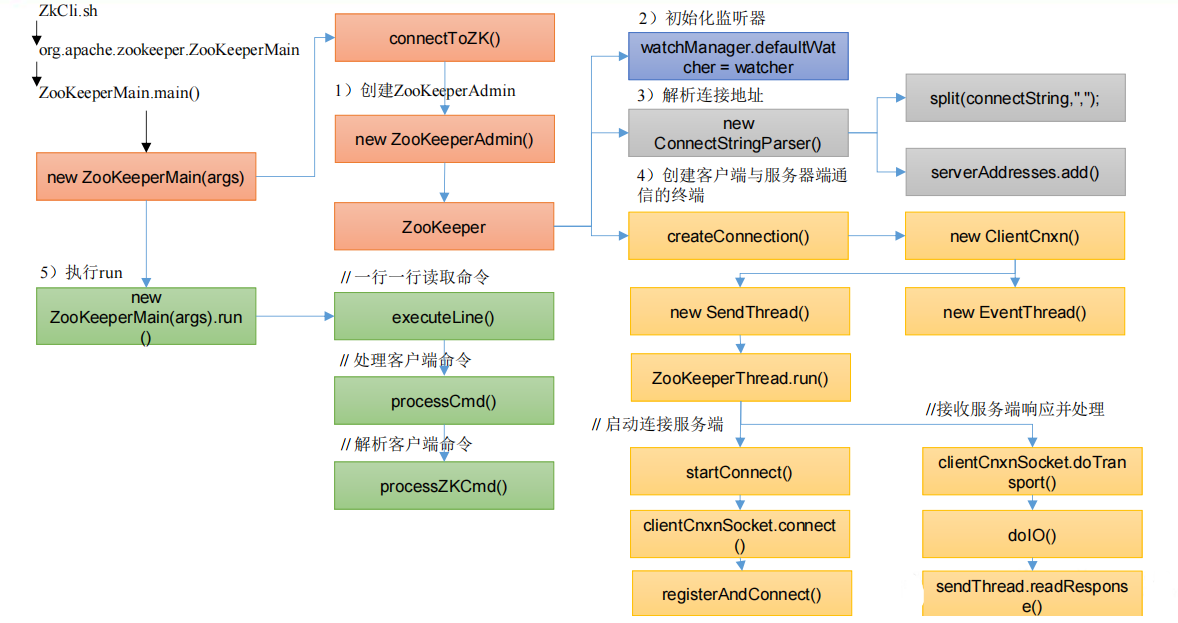 ZkCli.sh
org.apache.zookeeper.ZooKeeperMain
ZooKeeperMain.main()
new ZooKeeperMain(args)
5）执行run
new
ZooKeeperMain(args).run
()
connectToZK()
1）创建ZooKeeperAdmin
new ZooKeeperAdmin()
ZooKeeper
// 一行一行读取命令
executeLine()
// 处理客户端命令
processCmd()
// 解析客户端命令
processZKCmd()
2）初始化监听器
watchManager.defaultWat
cher = watcher
3）解析连接地址
new
ConnectStringParser()
split(connectString,",");
serverAddresses.add()
4）创建客户端与服务器端通
信的终端
createConnection()
new ClientCnxn()
new SendThread()
new EventThread()
ZooKeeperThread.run()
// 启动连接服务端
startConnect()
clientCnxnSocket.connect
()
registerAndConnect()
//接收服务端响应并处理
clientCnxnSocket.doTran
sport()
doIO()
sendThread.readRespons
e()